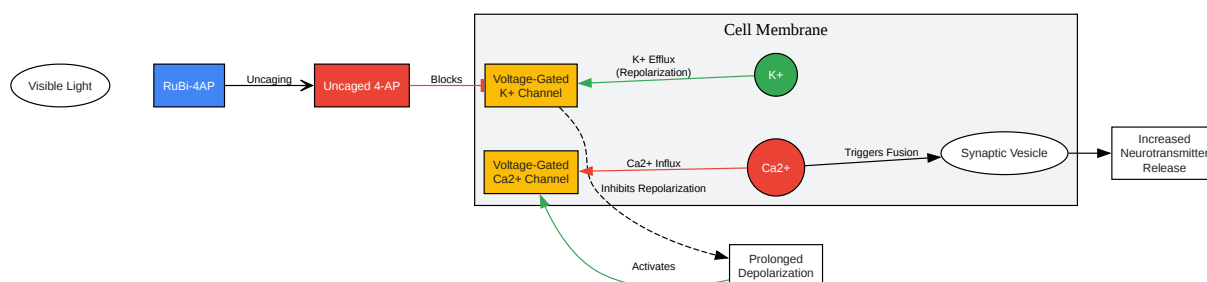 Cell Membrane
Visible Light
RuBi-4AP
Uncaging
Uncaged 4-AP
Blocks
Voltage-Gated
K+ Channel
K+ Efflux
(Repolarization)
K+
Voltage-Gated
Ca2+ Channel
Ca2+ Influx
Inhibits Repolarization
Ca2+
Triggers Fusion
Synaptic Vesicle
Increased
Neurotransmitter
Release
Activates
Prolonged
Depolarization